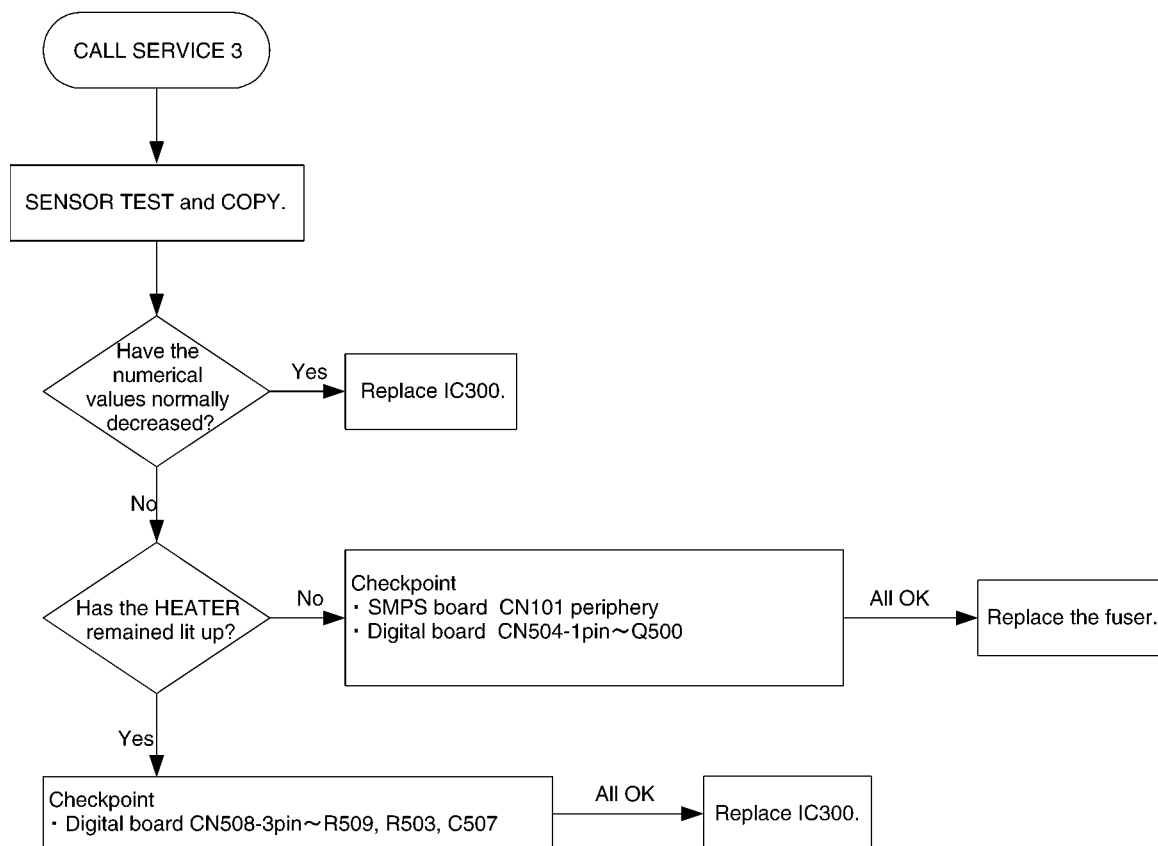 CALL SERVICE 3
SENSOR TEST and COPY.
Have the
numerical
values normally
decreased?
Yes
Replace IC300.
No
Has the HEATER
remained lit up?
No
Checkpoint
・ SMPS board  CN101 periphery
・ Digital board  CN504-1pin～Q500
All OK
Replace the fuser.
Yes
Checkpoint
・ Digital board CN508-3pin～R509, R503, C507
All OK
Replace IC300.